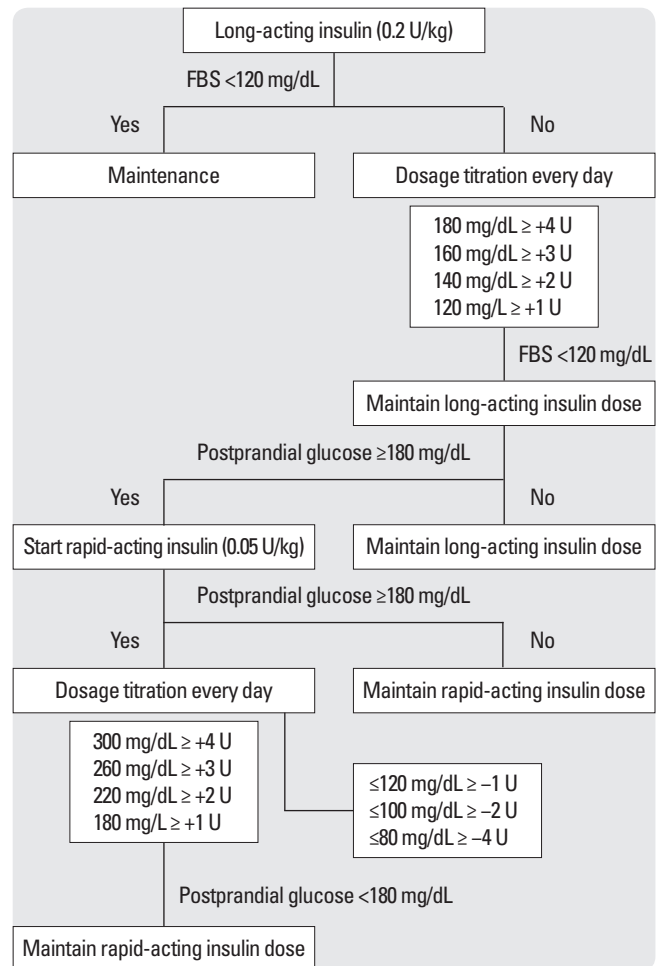 Long-acting insulin (0.2 U/kg)
FBS <120 mg/dL
Yes
No
Maintenance
Dosage titration every day
180 mg/dL ≥ +4 U
160 mg/dL ≥ +3 U
140 mg/dL ≥ +2 U
120 mg/L ≥ +1 U
FBS <120 mg/dL
Maintain long-acting insulin dose
Postprandial glucose ≥180 mg/dL
Yes
No
Start rapid-acting insulin (0.05 U/kg)
Maintain long-acting insulin dose
Postprandial glucose ≥180 mg/dL
Yes
No
Dosage titration every day
Maintain rapid-acting insulin dose
300 mg/dL ≥ +4 U
260 mg/dL ≥ +3 U
220 mg/dL ≥ +2 U
180 mg/L ≥ +1 U
≤120 mg/dL ≥ –1 U
≤100 mg/dL ≥ –2 U
≤80 mg/dL ≥ –4 U
Postprandial glucose <180 mg/dL
Maintain rapid-acting insulin dose